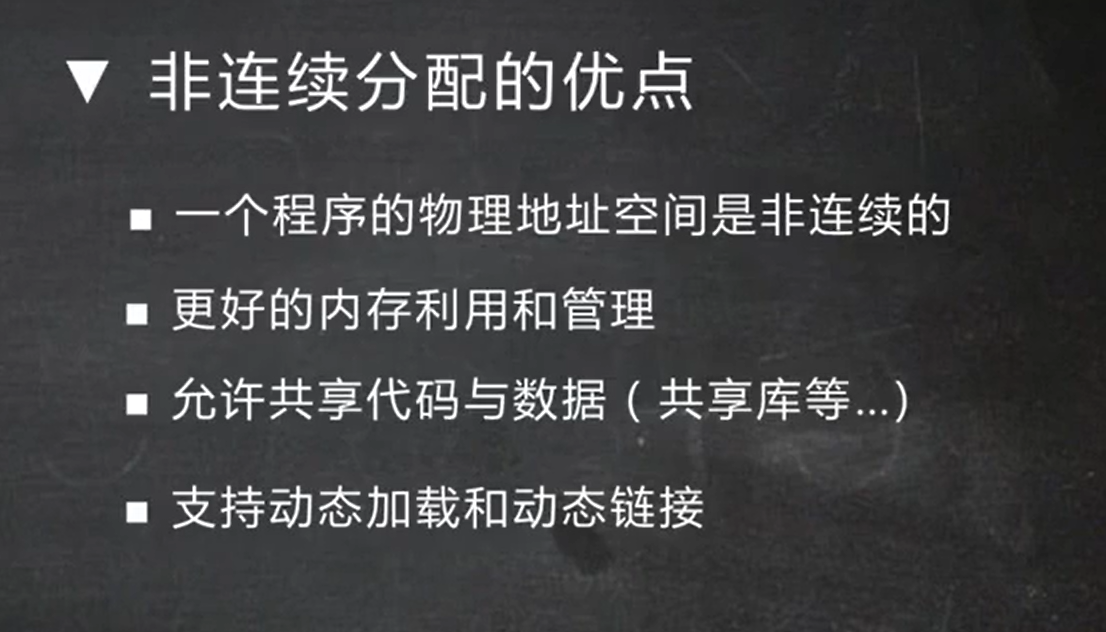 ▼ 非连续分配的优点
■ 一个程序的物理地址空间是非连续的
■ 更好的内存利用和管理
■ 允许共享代码与数据（共享库等...）
■ 支持动态加载和动态链接